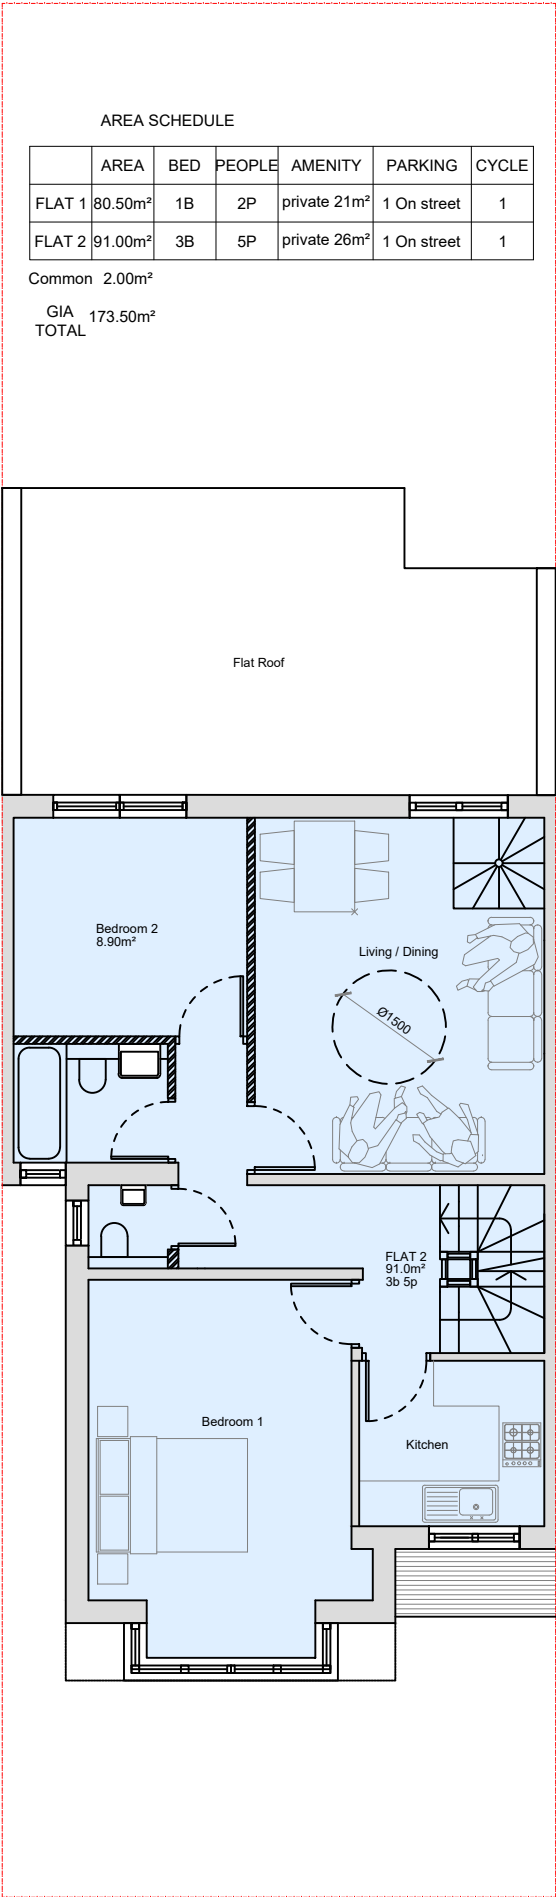 AREA SCHEDULE
AREA BED PEOPLE AMENITY PARKING CYCLE
FLAT 1 80.50m² 1B 2P private 21m² 1 On street 1
FLAT 2 91.00m² 3B 5P private 26m² 1 On street 1
Common 2.00m²
GIA
TOTAL 173.50m²
Flat Roof
Bedroom 2
8.90m²
Living / Dining
Ø1500
FLAT 2
91.0m²
3b 5p
Bedroom 1
Kitchen